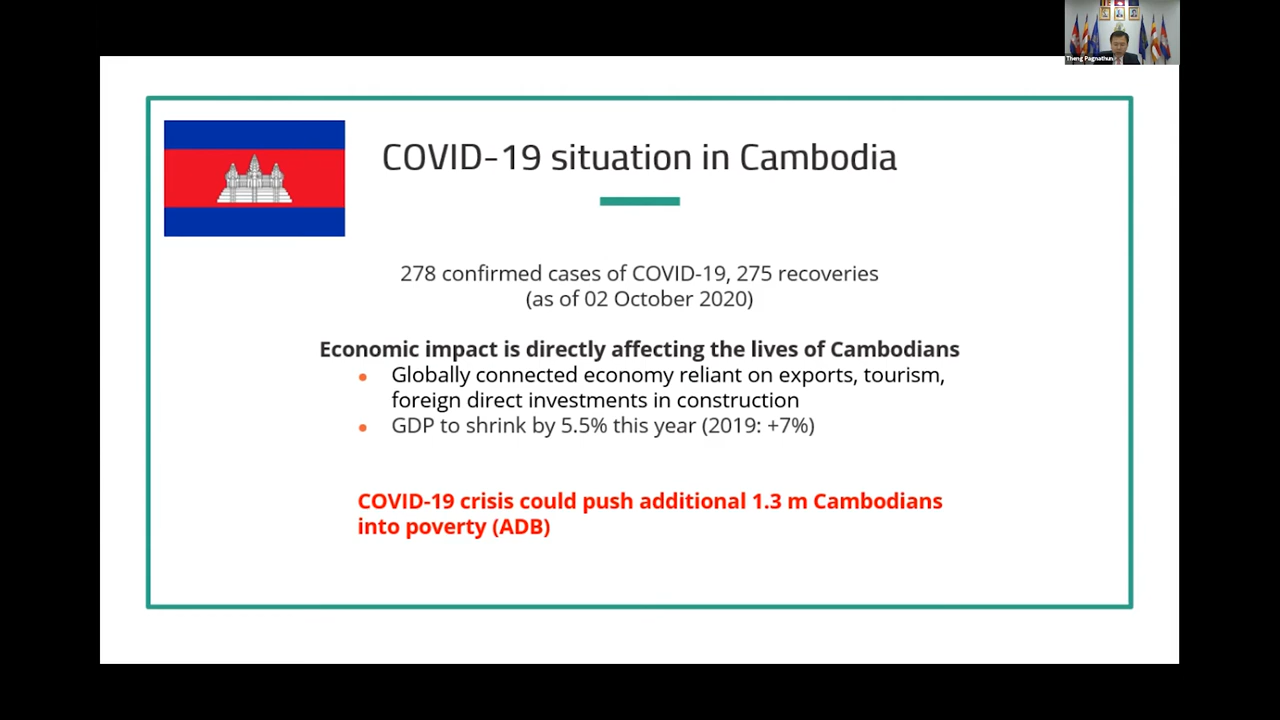 Theng Pagnathun
COVID-19 situation in Cambodia
278 confirmed cases of COVID-19, 275 recoveries
(as of 02 October 2020)
Economic impact is directly affecting the lives of Cambodians
● Globally connected economy reliant on exports, tourism,
foreign direct investments in construction
● GDP to shrink by 5.5% this year (2019: +7%)
COVID-19 crisis could push additional 1.3 m Cambodians
into poverty (ADB)